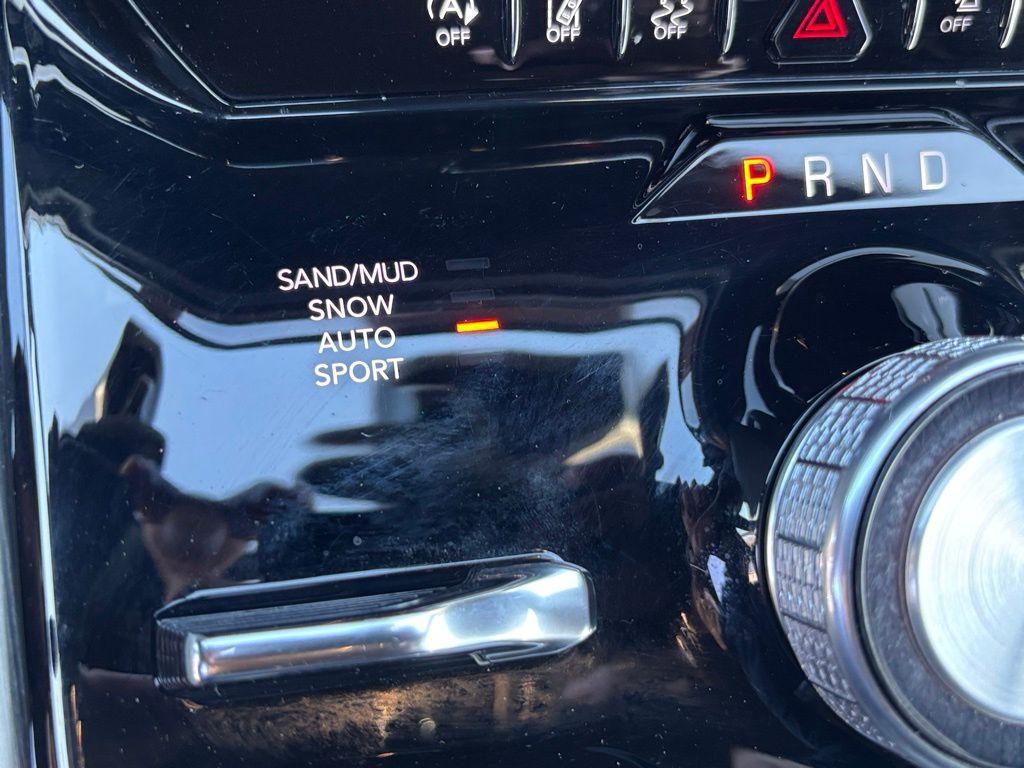 A
OFF
OFF
OFF
OFF
P R N D
SAND/MUD
SNOW
AUTO
SPORT